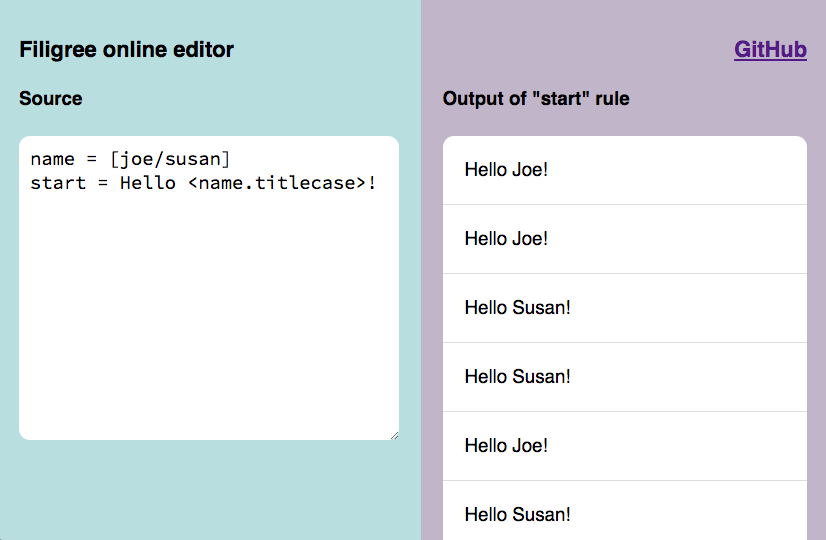 Filigree online editor
GitHub
Source
name = [joe/susan]
start = Hello <name.titlecase>!
Output of "start" rule
Hello Joe!
Hello Joe!
Hello Susan!
Hello Susan!
Hello Joe!
Hello Susan!